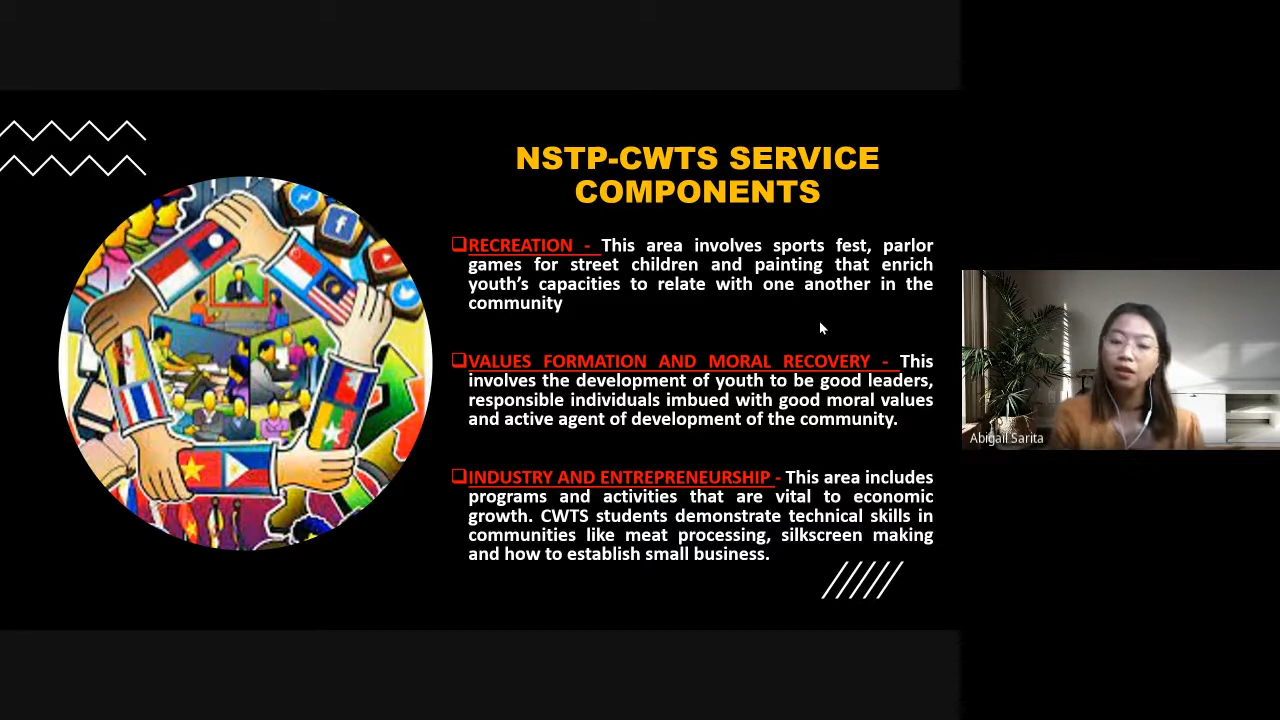 NSTP-CWTS SERVICE
COMPONENTS
RECREATION - This area involves sports fest, parlor
games for street children and painting that enrich
youth's capacities to relate with one another in the
community
VALUES FORMATION AND MORAL RECOVERY - This
involves the development of youth to be good leaders,
responsible individuals imbued with good moral values
and active agent of development of the community.
INDUSTRY AND ENTREPRENEURSHIP - This area includes
programs and activities that are vital to economic
growth. CWTS students demonstrate technical skills in
communities like meat processing, silkscreen making
and how to establish small business.
Abigail Sarita